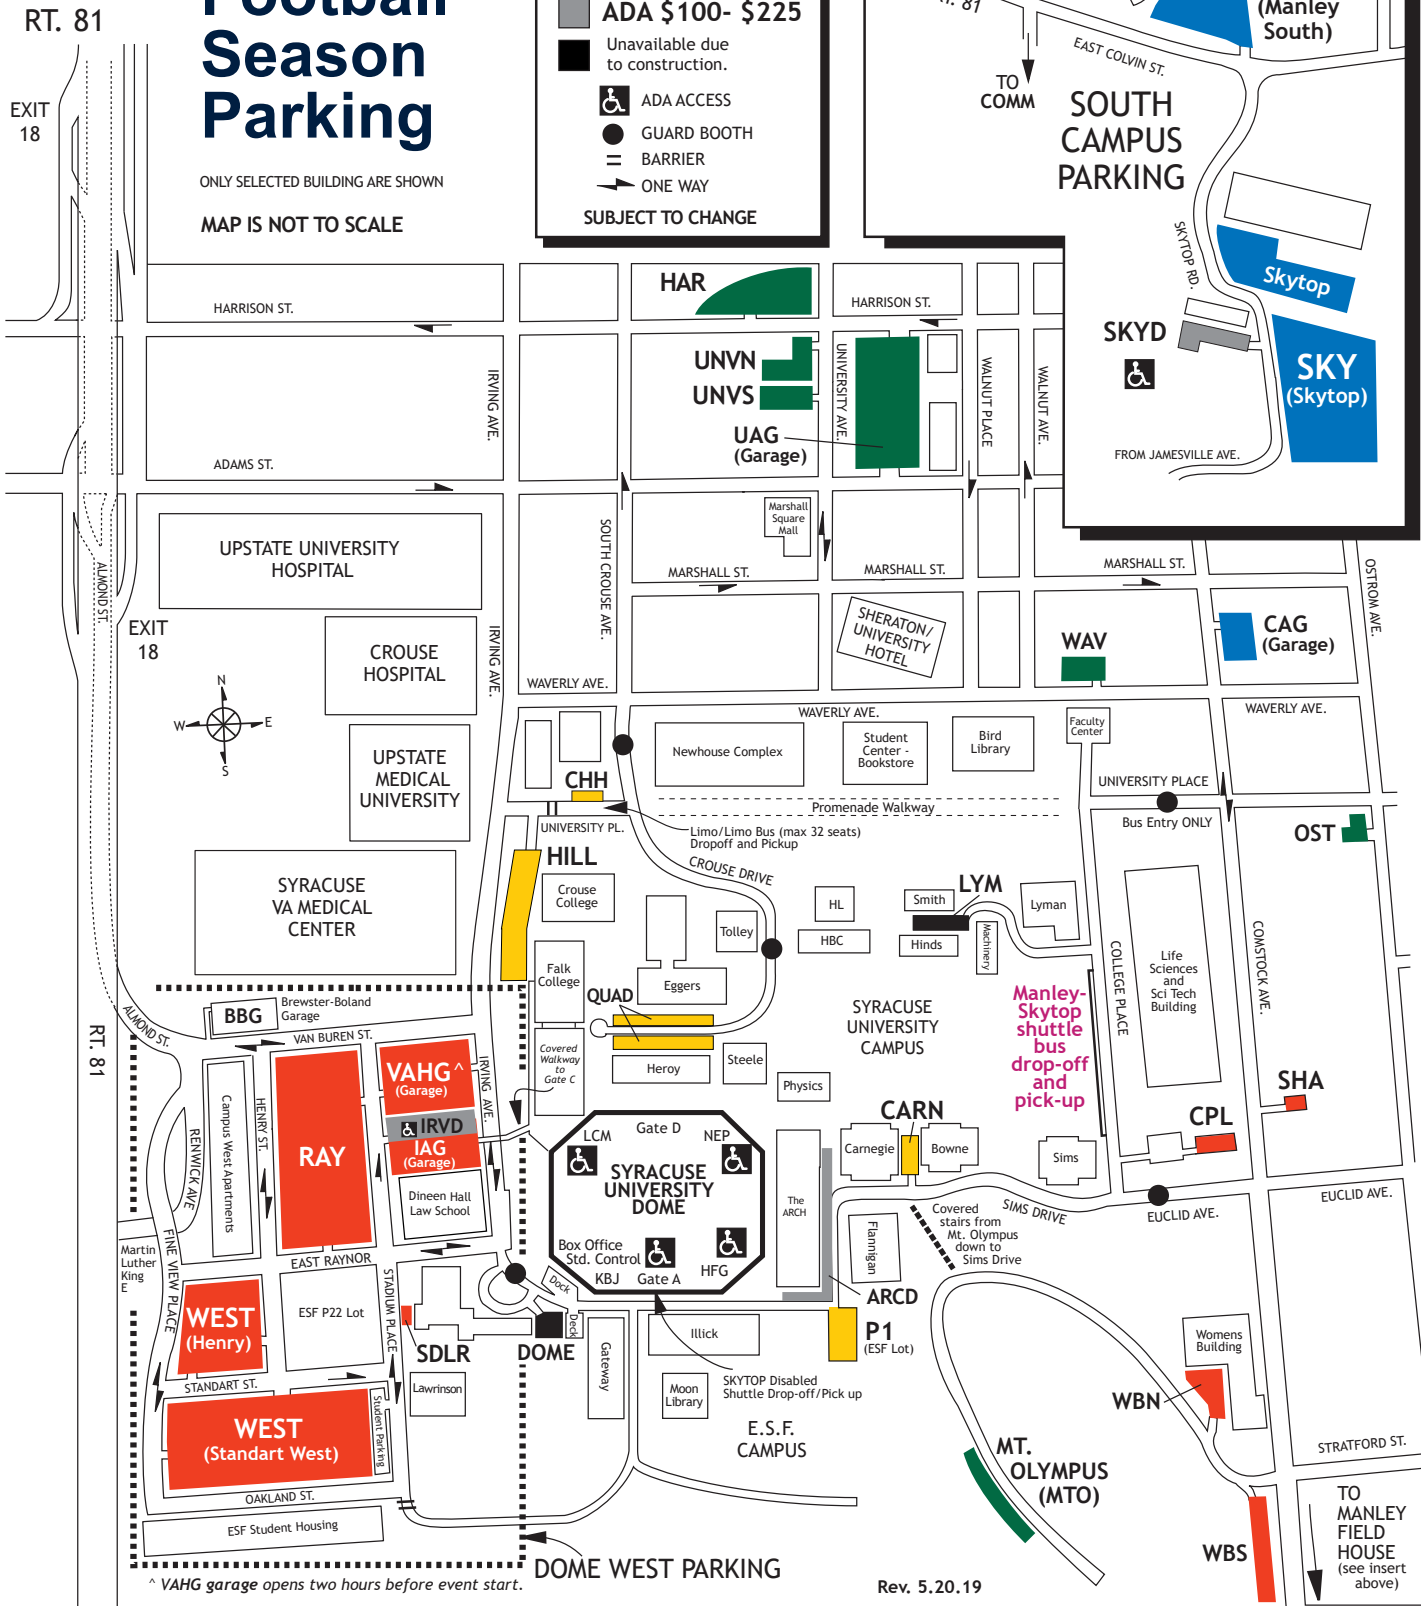 RT. 81
Football
Season
Parking
ONLY SELECTED BUILDING ARE SHOWN
MAP IS NOT TO SCALE
EXIT
18
ADA $100- $225
Unavailable due
to construction.
ADA ACCESS
GUARD BOOTH
BARRIER
ONE WAY
SUBJECT TO CHANGE
RT. 81
(Manley
South)
EAST COLVIN ST.
TO
COMM
SOUTH
CAMPUS
PARKING
SKYTOP RD.
Skytop
SKYD
SKY
(Skytop)
FROM JAMESVILLE AVE.
HARRISON ST.
HAR
HARRISON ST.
UNVN
UNVS
UAG
(Garage)
UNIVERSITY AVE.
WALNUT PLACE
WALNUT AVE.
IRVING AVE.
ADAMS ST.
Marshall
Square
Mall
UPSTATE UNIVERSITY
HOSPITAL
SOUTH CROUSE AVE.
MARSHALL ST.
MARSHALL ST.
MARSHALL ST.
OSTROM AVE.
ALMOND ST.
EXIT
18
N
W
E
S
CROUSE
HOSPITAL
IRVING AVE.
SHERATON/
UNIVERSITY
HOTEL
WAV
CAG
(Garage)
WAVERLY AVE.
WAVERLY AVE.
WAVERLY AVE.
UPSTATE
MEDICAL
UNIVERSITY
Newhouse Complex
Student
Center -
Bookstore
Bird
Library
Faculty
Center
CHH
UNIVERSITY PLACE
Promenade Walkway
Bus Entry ONLY
UNIVERSITY PL.
Limo/Limo Bus (max 32 seats)
Dropoff and Pickup
OST
HILL
CROUSE DRIVE
SYRACUSE
VA MEDICAL
CENTER
Crouse
College
HL
Smith
LYM
Lyman
Tolley
HBC
Hinds
Machinery
Life
Sciences
and
Sci Tech
Building
COLLEGE PLACE
COMSTOCK AVE.
Falk
College
Eggers
QUAD
Manley-
Skytop
shuttle
bus
drop-off
and
pick-up
SYRACUSE
UNIVERSITY
CAMPUS
ALMOND ST.
BBG
Brewster-Boland
Garage
VAN BUREN ST.
RT. 81
Covered
Walkway
to
Gate C
Heroy
Steele
Physics
VAHG ^
(Garage)
IRVING AVE.
IRVD
IAG
(Garage)
RAY
Campus West Apartments
HENRY ST.
RENWICK AVE
Dineen Hall
Law School
LCM
Gate D
NEP
SYRACUSE
UNIVERSITY
DOME
Box Office
Std. Control
KBJ
Gate A
HFG
The
ARCH
CARN
Carnegie
Bowne
Sims
CPL
SHA
Covered
stairs from
Mt. Olympus
down to
Sims Drive
SIMS DRIVE
EUCLID AVE.
EUCLID AVE.
Flannigan
ARCD
Martin
Luther
King
E
FINE VIEW PLACE
EAST RAYNOR
WEST
(Henry)
ESF P22 Lot
STADIUM PLACE
SDLR
Dock
DOME
Deck
Gateway
Illick
P1
(ESF Lot)
Womens
Building
STANDART ST.
Lawrinson
Moon
Library
SKYTOP Disabled
Shuttle Drop-off/Pick up
WBN
WEST
(Standart West)
Student Parking
E.S.F.
CAMPUS
MT.
OLYMPUS
(MTO)
STRATFORD ST.
OAKLAND ST.
ESF Student Housing
TO
MANLEY
FIELD
HOUSE
(see insert
above)
WBS
DOME WEST PARKING
^ VAHG garage opens two hours before event start.
Rev. 5.20.19